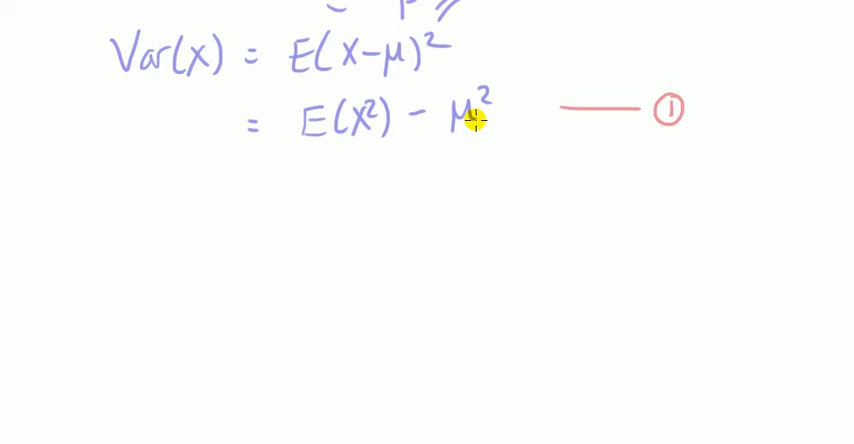 Var(X) = E(X-μ)²
= E(X²) - μ² ①